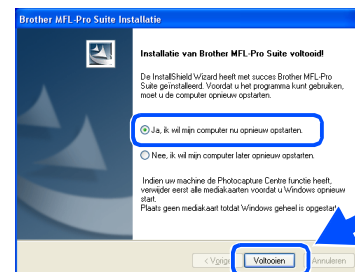 Brother MFL-Pro Suite Installatie
Installatie van Brother MFL-Pro Suite voltooid!
De InstallShield Wizard heeft met succes Brother MFL-Pro
Suite geïnstalleerd. Voordat u het programma kunt gebruiken,
moet u de computer opnieuw opstarten.
Ja, ik wil mijn computer nu opnieuw opstarten.
Nee, ik wil mijn computer later opnieuw opstarten.
Indien uw machine de Photocapture Centre functie heeft,
verwijder eerst alle mediakaarten voordat u Windows opnieuw
start.
Plaats geen mediakaart totdat Windows geheel is opgestart.
< Vorige Voltooien Annuleren